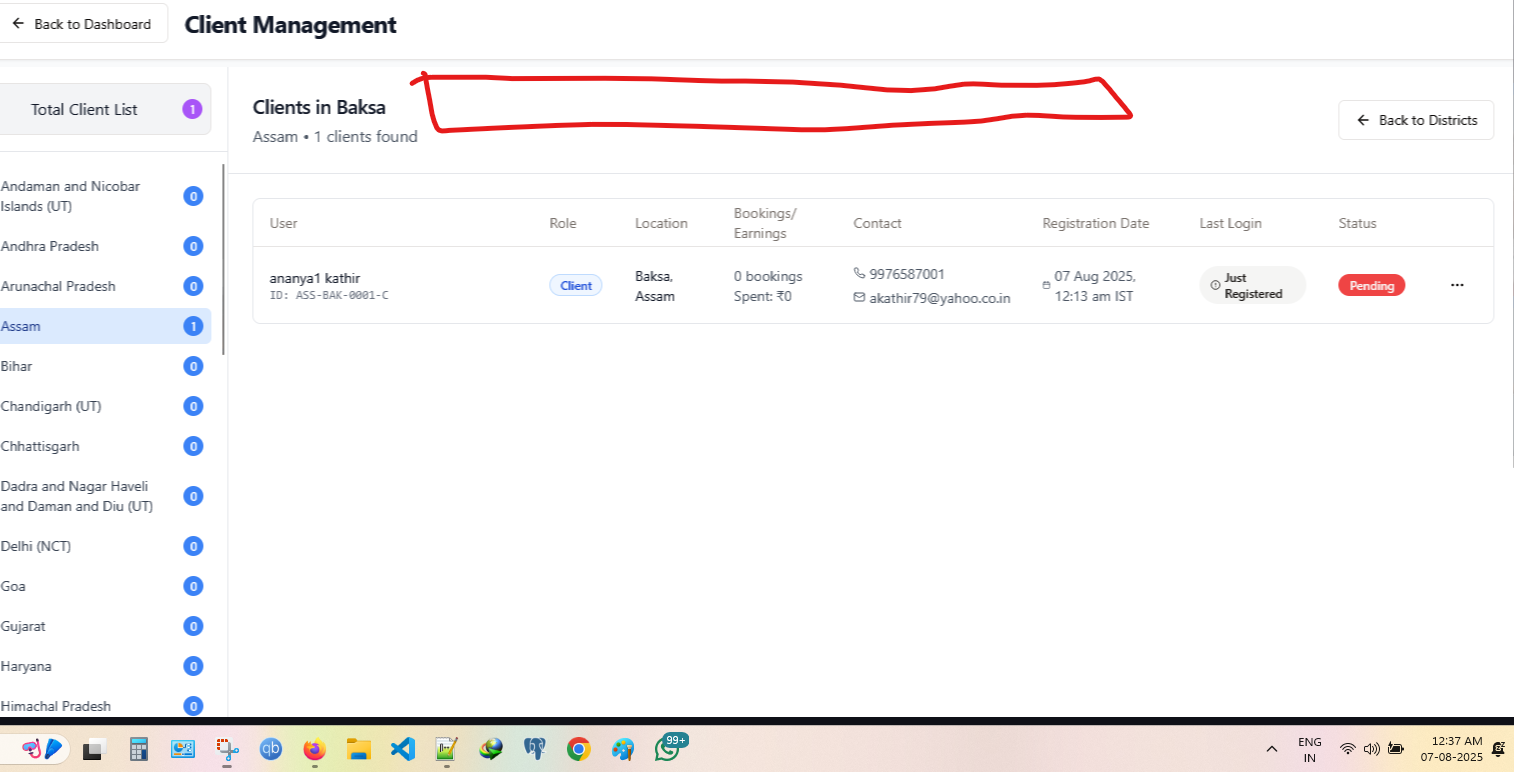 Back to Dashboard
Client Management
Total Client List
1
Clients in Baksa
Assam • 1 clients found
Back to Districts
Andaman and Nicobar
Islands (UT)
0
Andhra Pradesh
0
Arunachal Pradesh
0
Assam
1
Bihar
0
Chandigarh (UT)
0
Chhattisgarh
0
Dadra and Nagar Haveli
and Daman and Diu (UT)
0
Delhi (NCT)
0
Goa
0
Gujarat
0
Haryana
0
Himachal Pradesh
0
User
Role
Location
Bookings/
Earnings
Contact
Registration Date
Last Login
Status
ananya1 kathir
ID: ASS-BAK-0001-C
Client
Baksa,
Assam
0 bookings
Spent: ₹0
9976587001
akathir79@yahoo.co.in
07 Aug 2025,
12:13 am IST
Just
Registered
Pending
...
qb
99+
ENG
IN
12:37 AM
07-08-2025